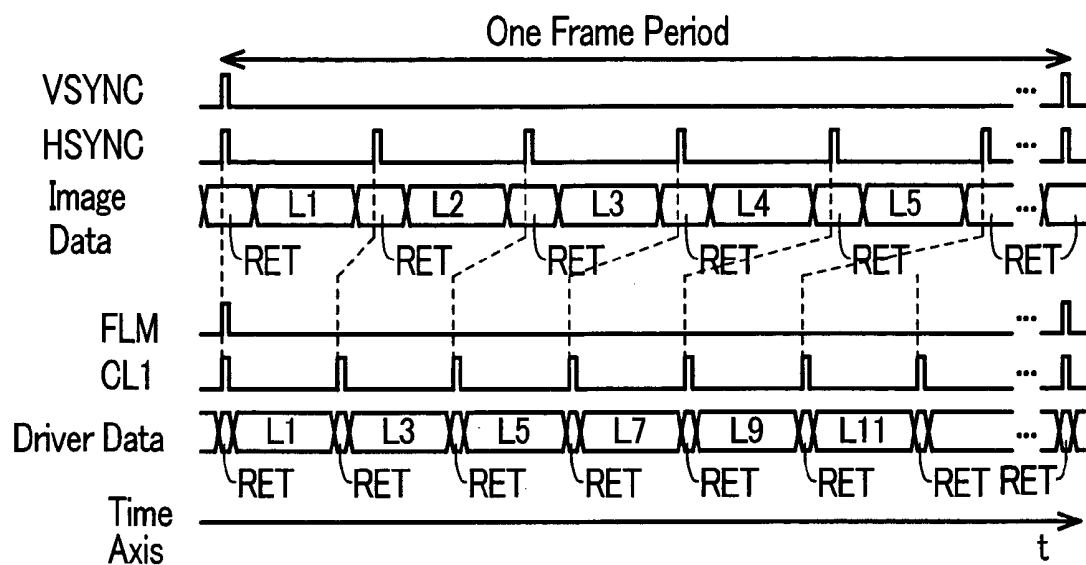 One Frame Period
VSYNC ...
HSYNC ...
Image Data L1 L2 L3 L4 L5 ...
RET RET RET RET RET RET
FLM ...
CL1 ...
Driver Data L1 L3 L5 L7 L9 L11 ...
RET RET RET RET RET RET RET RET
Time
Axis
t